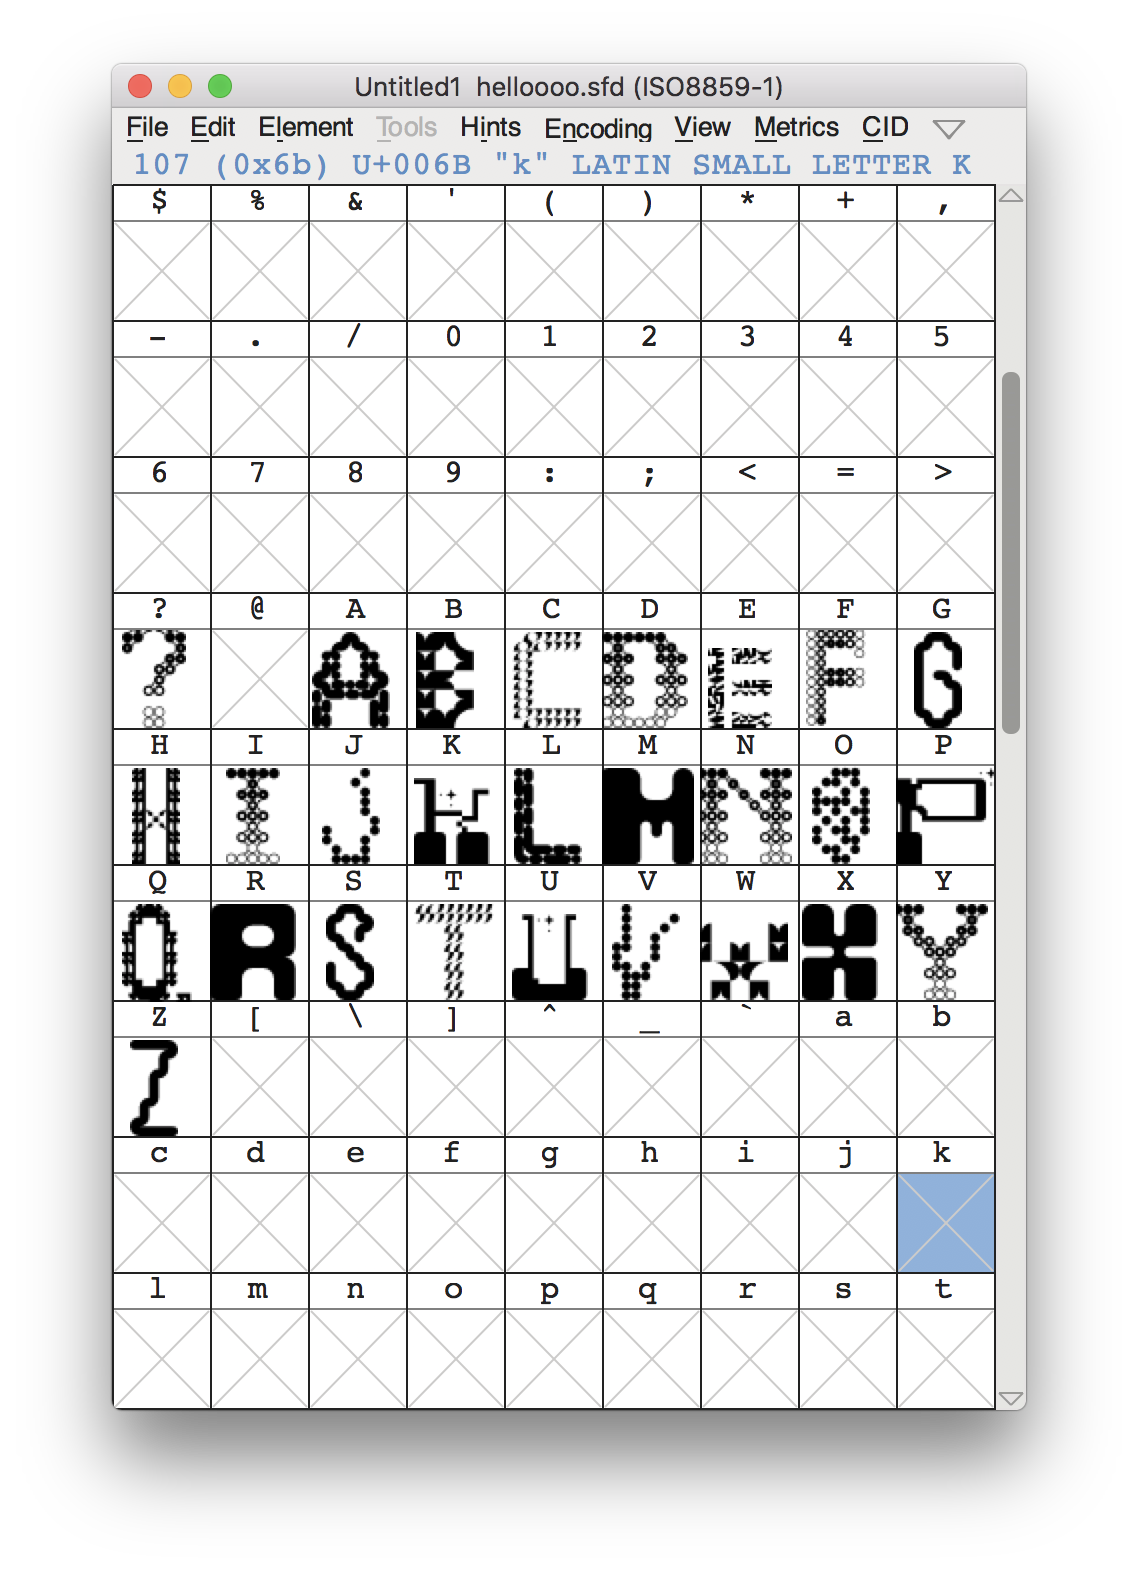 Untitled1  helloooo.sfd (ISO8859-1)
File Edit Element Tools Hints Encoding View Metrics CID
107 (0x6b) U+006B "k" LATIN SMALL LETTER K
$ % & ' ( ) * + ,
- . / 0 1 2 3 4 5
6 7 8 9 : ; < = >
? @ A B C D E F G
? A B C D E F G
H I J K L M N O P
H I J K L M N O P
Q R S T U V W X Y
Q R S T U V W X Y
Z [ \ ] ^ _ ` a b
Z
c d e f g h i j k
l m n o p q r s t